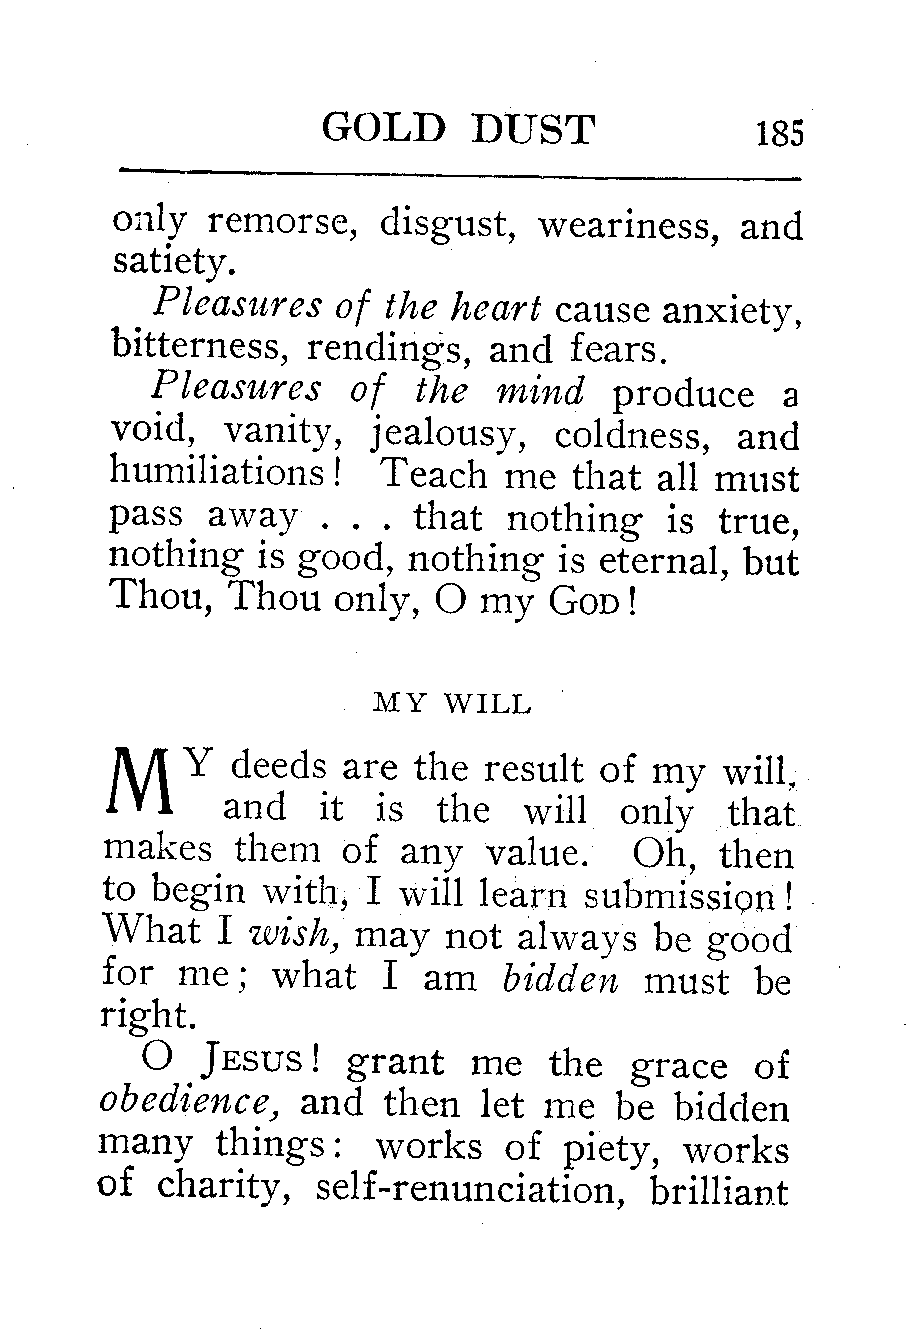 GOLD DUST 185
only remorse, disgust, weariness, and
satiety.
Pleasures of the heart cause anxiety,
bitterness, rendings, and fears.
Pleasures of the mind produce a
void, vanity, jealousy, coldness, and
humiliations! Teach me that all must
pass away . . . that nothing is true,
nothing is good, nothing is eternal, but
Thou, Thou only, O my GOD!
MY WILL
MY deeds are the result of my will,
and it is the will only that
makes them of any value. Oh, then
to begin with, I will learn submission!
What I wish, may not always be good
for me; what I am bidden must be
right.
O JESUS! grant me the grace of
obedience, and then let me be bidden
many things: works of piety, works
of charity, self-renunciation, brilliant